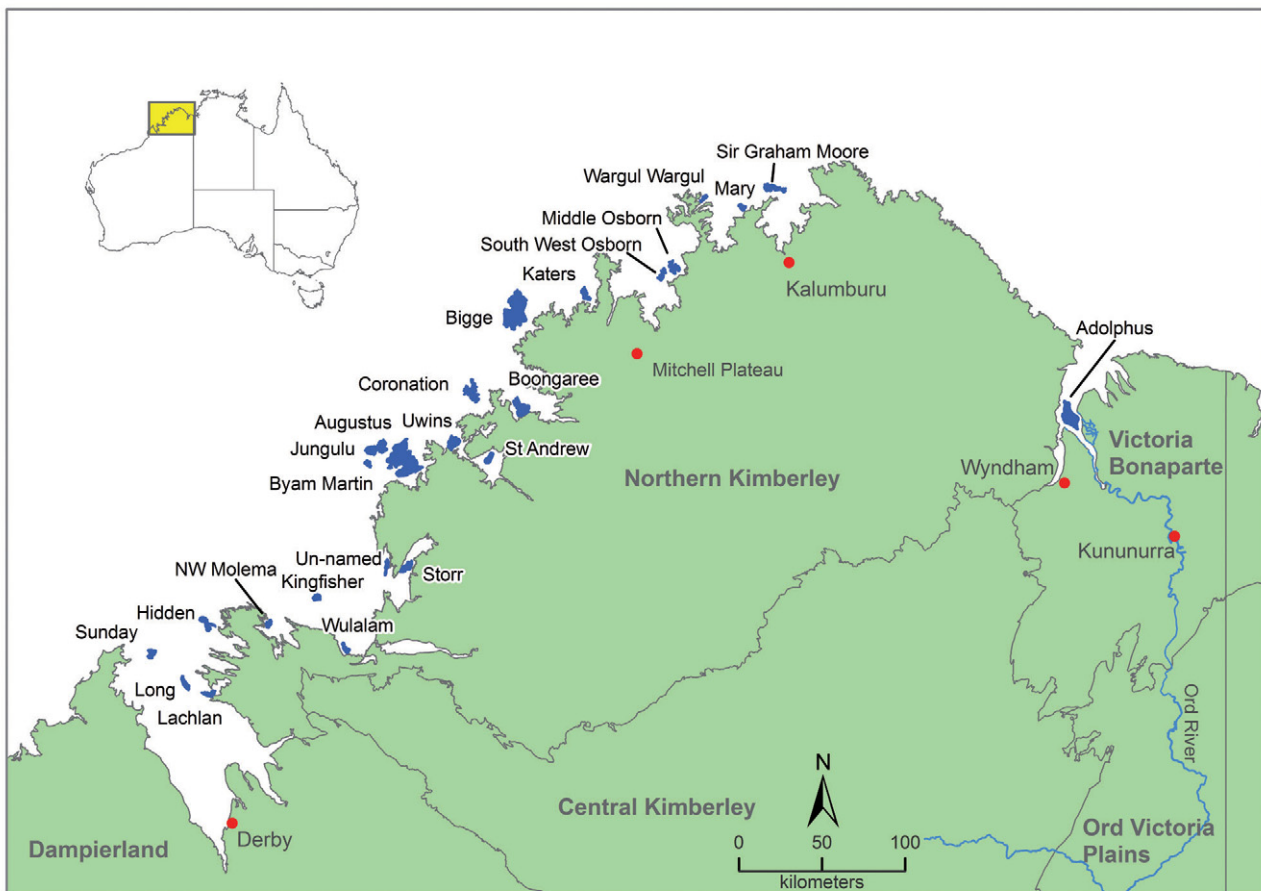 Sir Graham Moore
Wargul Wargul
Mary
Middle Osborn
South West Osborn
Katers
Kalumburu
Bigge
Adolphus
Mitchell Plateau
Coronation
Boongaree
Augustus
Uwins
Jungulu
St Andrew
Victoria
Bonaparte
Byam Martin
Northern Kimberley
Wyndham
Kununurra
Un-named
NW Molema
Kingfisher
Storr
Hidden
Sunday
Wulalam
Long
Lachlan
Ord River
N
Central Kimberley
Derby
Dampierland
Ord Victoria
Plains
0 50 100
kilometers